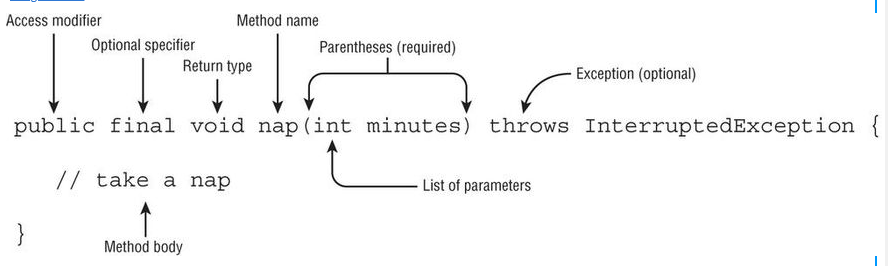 Access modifier
Method name
Optional specifier
Parentheses (required)
Return type
Exception (optional)
public final void nap(int minutes) throws InterruptedException {
// take a nap
List of parameters
}
Method body